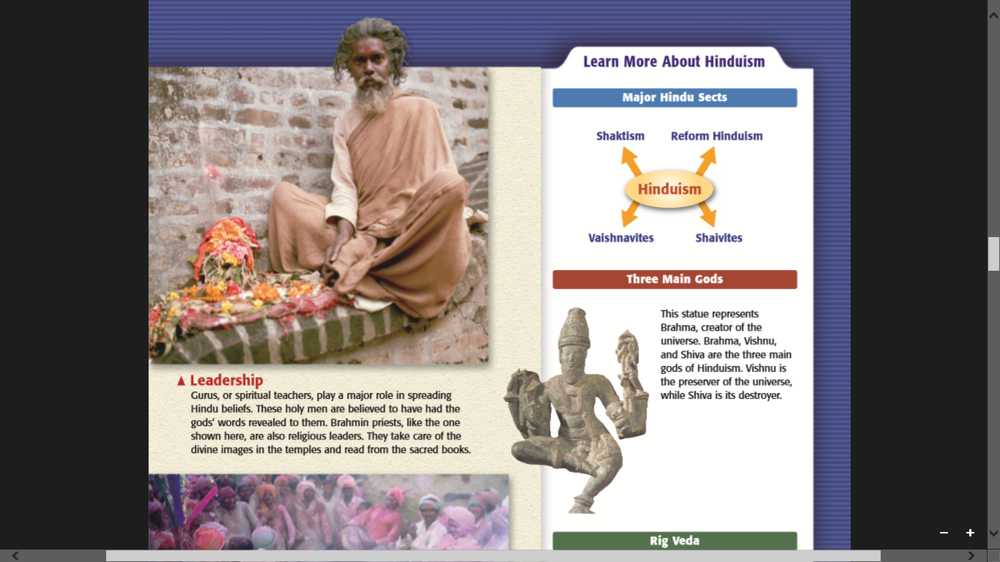 Learn More About Hinduism
Major Hindu Sects
Shaktism
Reform Hinduism
Hinduism
Vaishnavites
Shaivites
Three Main Gods
This statue represents
Brahma, creator of the
universe. Brahma, Vishnu,
and Shiva are the three main
gods of Hinduism. Vishnu is
the preserver of the universe,
while Shiva is its destroyer.
▲ Leadership
Gurus, or spiritual teachers, play a major role in spreading
Hindu beliefs. These holy men are believed to have had the
gods' words revealed to them. Brahmin priests, like the one
shown here, are also religious leaders. They take care of the
divine images in the temples and read from the sacred books.
Rig Veda